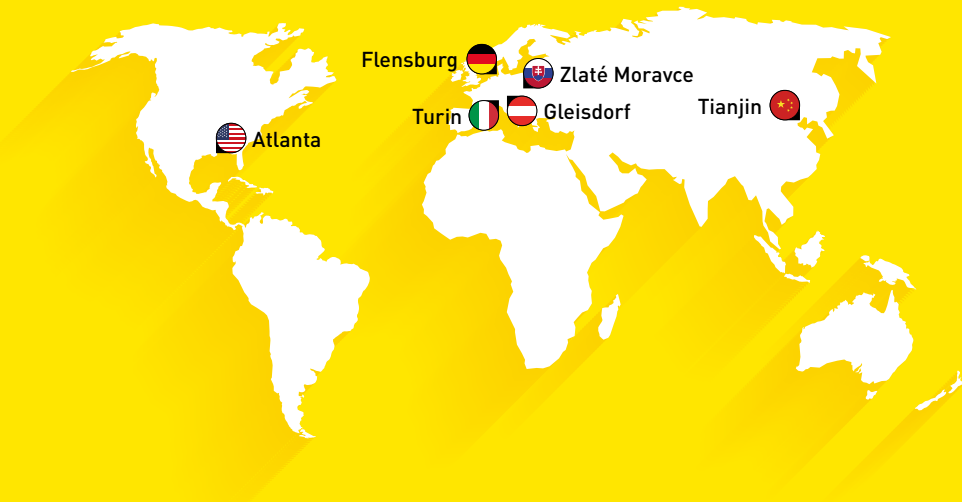 Flensburg
Zlaté Moravce
Turin
Gleisdorf
Tianjin
Atlanta